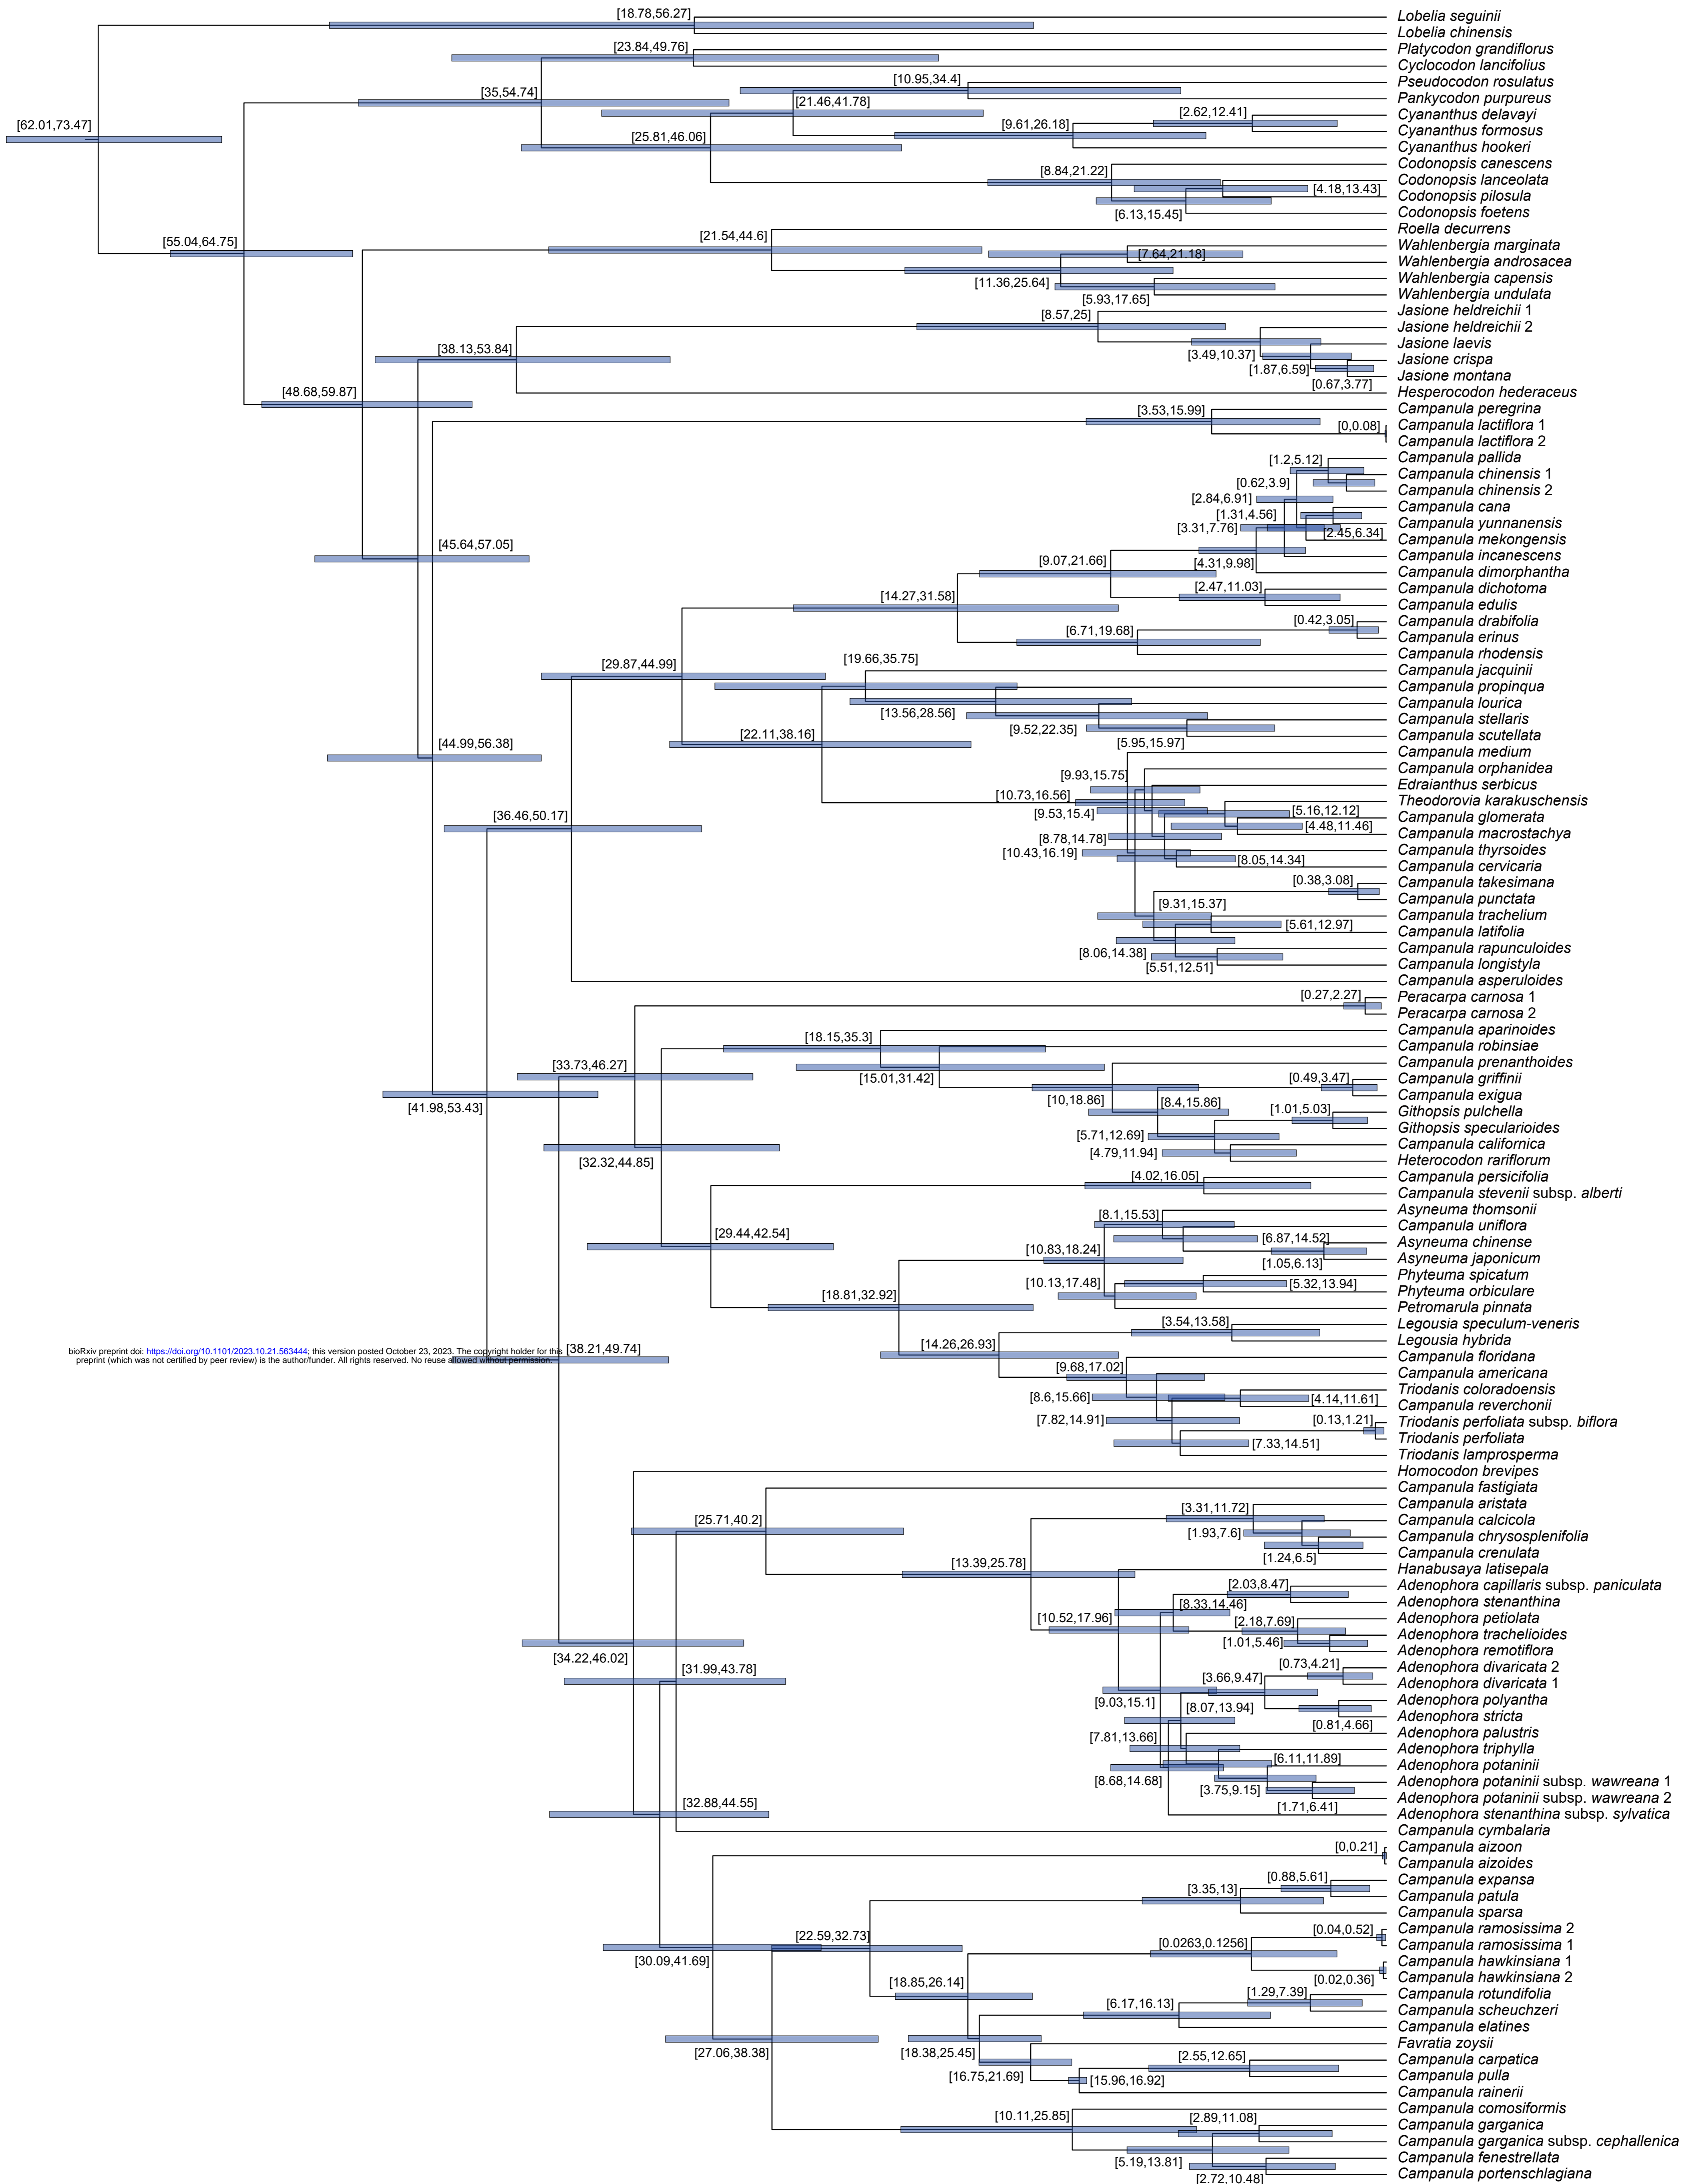 [18.78,56.27]
Lobelia seguinii
Lobelia chinensis
[23.84,49.76]
Platycodon grandiflorus
Cyclocodon lancifolius
[10.95,34.4]
Pseudocodon rosulatus
[35,54.74]
[21.46,41.78]
Pankycodon purpureus
[2.62,12.41]
Cyananthus delavayi
[62.01,73.47]
[9.61,26.18]
Cyananthus formosus
[25.81,46.06]
Cyananthus hookeri
[8.84,21.22]
Codonopsis canescens
Codonopsis lanceolata
[4.18,13.43]
Codonopsis pilosula
[6.13,15.45]
Codonopsis foetens
[55.04,64.75]
[21.54,44.6]
Roella decurrens
Wahlenbergia marginata
[7.64,21.18]
Wahlenbergia androsacea
[11.36,25.64]
Wahlenbergia capensis
[5.93,17.65]
Wahlenbergia undulata
[8.57,25]
Jasione heldreichii 1
Jasione heldreichii 2
[38.13,53.84]
Jasione laevis
[3.49,10.37]
Jasione crispa
[1.87,6.59]
Jasione montana
[0.67,3.77]
[48.68,59.87]
Hesperocodon hederaceus
[3.53,15.99]
Campanula peregrina
[0,0.08]
Campanula lactiflora 1
Campanula lactiflora 2
[1.2,5.12]
Campanula pallida
Campanula chinensis 1
[0.62,3.9]
Campanula chinensis 2
[2.84,6.91]
Campanula cana
[1.31,4.56]
Campanula yunnanensis
[3.31,7.76]
[2.45,6.34]
Campanula mekongensis
[45.64,57.05]
Campanula incanescens
[9.07,21.66]
[4.31,9.98]
Campanula dimorphantha
[2.47,11.03]
Campanula dichotoma
[14.27,31.58]
Campanula edulis
[0.42,3.05]
Campanula drabifolia
[6.71,19.68]
Campanula erinus
Campanula rhodensis
[29.87,44.99]
[19.66,35.75]
Campanula jacquinii
Campanula propinqua
Campanula lourica
[13.56,28.56]
Campanula stellaris
[9.52,22.35]
[22.11,38.16]
Campanula scutellata
[44.99,56.38]
[5.95,15.97]
Campanula medium
[9.93,15.75]
Campanula orphanidea
Edraianthus serbicus
[10.73,16.56]
Theodorovia karakuschensis
[9.53,15.4]
[5.16,12.12]
[36.46,50.17]
Campanula glomerata
[4.48,11.46]
[8.78,14.78]
Campanula macrostachya
[10.43,16.19]
Campanula thyrsoides
[8.05,14.34]
Campanula cervicaria
[0.38,3.08]
Campanula takesimana
[9.31,15.37]
Campanula punctata
Campanula trachelium
[5.61,12.97]
Campanula latifolia
[8.06,14.38]
Campanula rapunculoides
[5.51,12.51]
Campanula longistyla
Campanula asperuloides
[0.27,2.27]
Peracarpa carnosa 1
Peracarpa carnosa 2
[18.15,35.3]
Campanula aparinoides
Campanula robinsiae
[33.73,46.27]
Campanula prenanthoides
[15.01,31.42]
[0.49,3.47]
Campanula griffinii
[41.98,53.43]
[10,18.86]
[8.4,15.86]
Campanula exigua
[1.01,5.03]
Githopsis pulchella
Githopsis specularioides
[5.71,12.69]
Campanula californica
[32.32,44.85]
[4.79,11.94]
Heterocodon rariflorum
[4.02,16.05]
Campanula persicifolia
Campanula stevenii subsp. alberti
[8.1,15.53]
Asyneuma thomsonii
[29.44,42.54]
Campanula uniflora
[6.87,14.52]
[10.83,18.24]
Asyneuma chinense
[1.05,6.13]
Asyneuma japonicum
[10.13,17.48]
Phyteuma spicatum
[5.32,13.94]
Phyteuma orbiculare
[18.81,32.92]
Petromarula pinnata
[3.54,13.58]
Legousia speculum-veneris
[14.26,26.93]
Legousia hybrida
[38.21,49.74]
bioRxiv preprint doi: https://doi.org/10.1101/2023.10.21.563444; this version posted October 23, 2023. The copyright holder for this
preprint (which was not certified by peer review) is the author/funder. All rights reserved. No reuse allowed without permission.
[9.68,17.02]
Campanula floridana
Campanula americana
[8.6,15.66]
Triodanis coloradoensis
[4.14,11.61]
Campanula reverchonii
[7.82,14.91]
[0.13,1.21]
Triodanis perfoliata subsp. biflora
Triodanis perfoliata
[7.33,14.51]
Triodanis lamprosperma
Homocodon brevipes
Campanula fastigiata
[25.71,40.2]
[3.31,11.72]
Campanula aristata
Campanula calcicola
[1.93,7.6]
Campanula chrysosplenifolia
[1.24,6.5]
Campanula crenulata
[13.39,25.78]
Hanabusaya latisepala
[2.03,8.47]
Adenophora capillaris subsp. paniculata
[8.33,14.46]
Adenophora stenanthina
[10.52,17.96]
[2.18,7.69]
Adenophora petiolata
[1.01,5.46]
Adenophora trachelioides
Adenophora remotiflora
[34.22,46.02]
[0.73,4.21]
Adenophora divaricata 2
[31.99,43.78]
[3.66,9.47]
Adenophora divaricata 1
[9.03,15.1]
Adenophora polyantha
[8.07,13.94]
Adenophora stricta
[0.81,4.66]
[7.81,13.66]
Adenophora palustris
Adenophora triphylla
[6.11,11.89]
Adenophora potaninii
[8.68,14.68]
[3.75,9.15]
Adenophora potaninii subsp. wawreana 1
Adenophora potaninii subsp. wawreana 2
[32.88,44.55]
[1.71,6.41]
Adenophora stenanthina subsp. sylvatica
Campanula cymbalaria
[0,0.21]
Campanula aizoon
Campanula aizoides
[0.88,5.61]
Campanula expansa
[3.35,13]
Campanula patula
Campanula sparsa
[22.59,32.73]
[0.04,0.52]
Campanula ramosissima 2
[0.0263,0.1256]
Campanula ramosissima 1
[30.09,41.69]
Campanula hawkinsiana 1
[18.85,26.14]
[0.02,0.36]
Campanula hawkinsiana 2
[1.29,7.39]
Campanula rotundifolia
[6.17,16.13]
Campanula scheuchzeri
Campanula elatines
Favratia zoysii
[27.06,38.38]
[18.38,25.45]
[2.55,12.65]
Campanula carpatica
[16.75,21.69]
[15.96,16.92]
Campanula pulla
Campanula rainerii
[10.11,25.85]
[2.89,11.08]
Campanula comosiformis
Campanula garganica
Campanula garganica subsp. cephallenica
[5.19,13.81]
Campanula fenestrellata
[2.72,10.48]
Campanula portenschlagiana